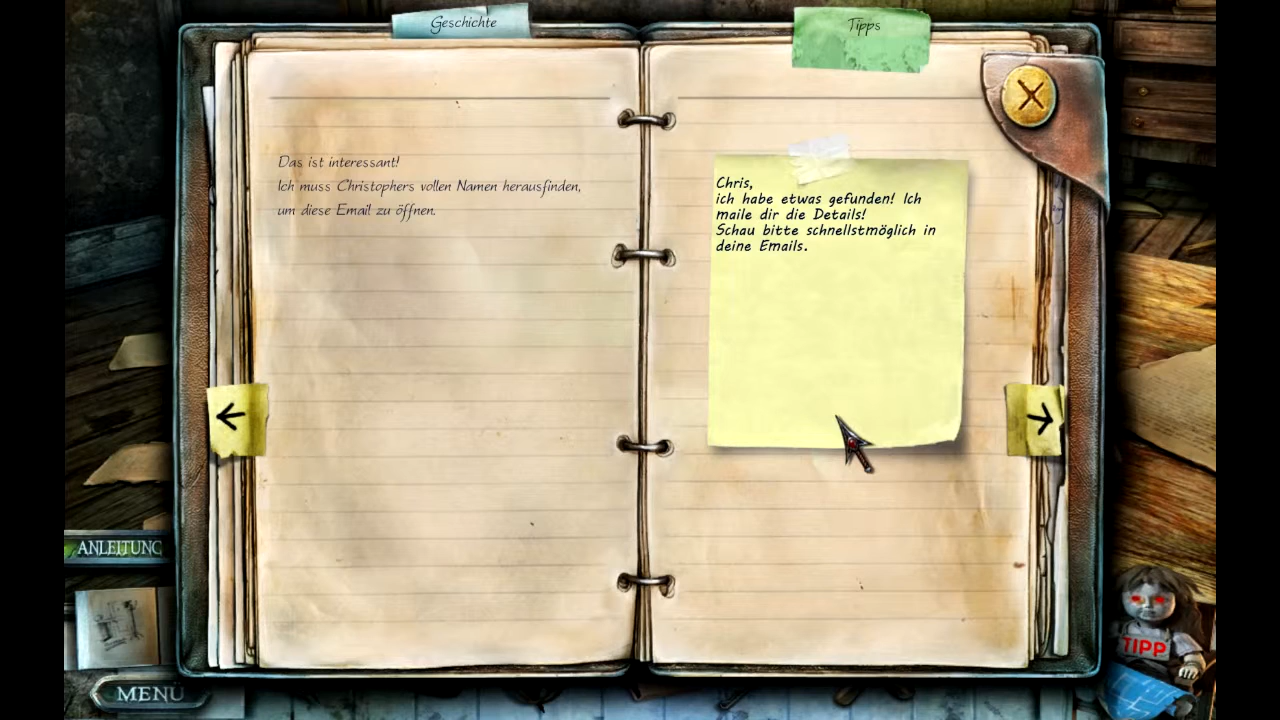 Geschichte
Tipps
Das ist interessant!
Ich muss Christophers vollen Namen herausfinden,
um diese Email zu öffnen.
Chris,
ich habe etwas gefunden! Ich
maile dir die Details!
Schau bitte schnellstmöglich in
deine Emails.
ANLEITUNG
TIPP
MENÜ